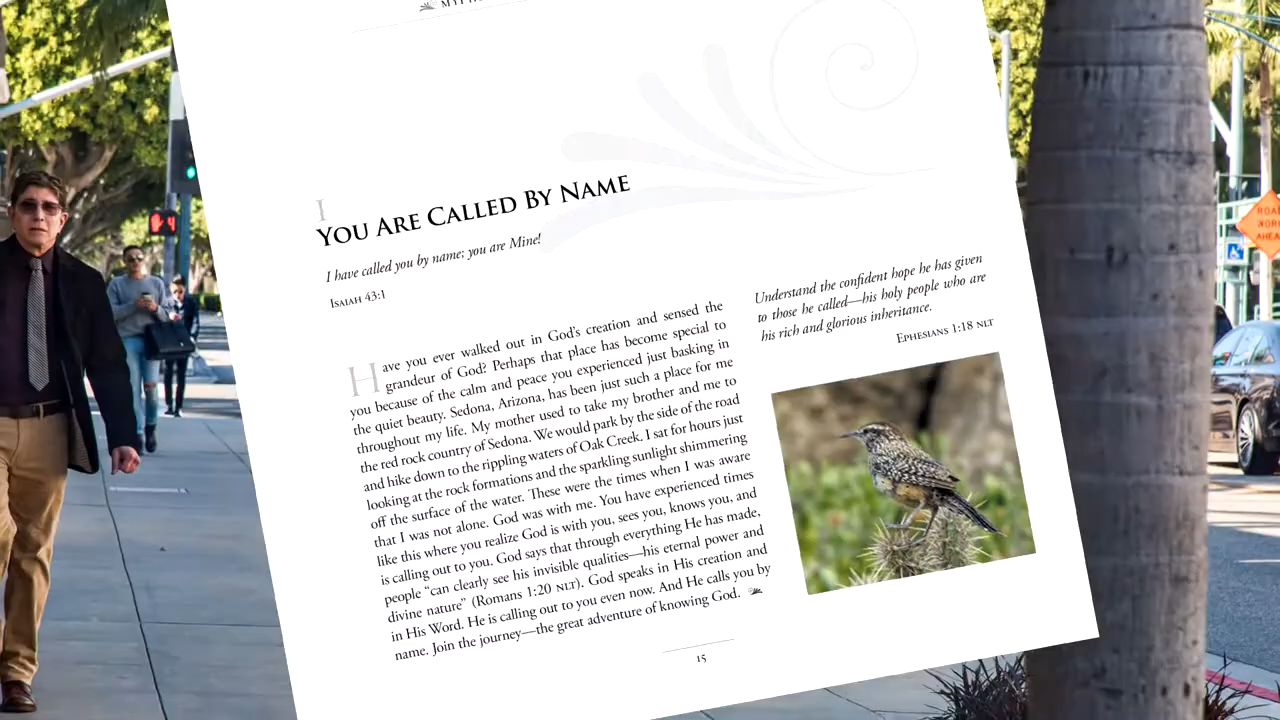 I
YOU ARE CALLED BY NAME
I have called you by name; you are Mine!
ISAIAH 43:1
Have you ever walked out in God's creation and sensed the
grandeur of God? Perhaps that place has become special to
you because of the calm and peace you experienced just basking in
the quiet beauty. Sedona, Arizona, has been just such a place for me
throughout my life. My mother used to take my brother and me to
the red rock country of Sedona. We would park by the side of the road
and hike down to the rippling waters of Oak Creek. I sat for hours just
looking at the rock formations and the sparkling sunlight shimmering
off the surface of the water. These were the times when I was aware
that I was not alone. God was with me. You have experienced times
like this where you realize God is with you, sees you, knows you, and
is calling out to you. God says that through everything He has made,
people “can clearly see his invisible qualities—his eternal power and
divine nature” (Romans 1:20 NLT). God speaks in His creation and
in His Word. He is calling out to you even now. And He calls you by
name. Join the journey—the great adventure of knowing God.
Understand the confident hope he has given
to those he called—his holy people who are
his rich and glorious inheritance.
EPHESIANS 1:18 NLT
15
ROAD
WORK
AHEAD